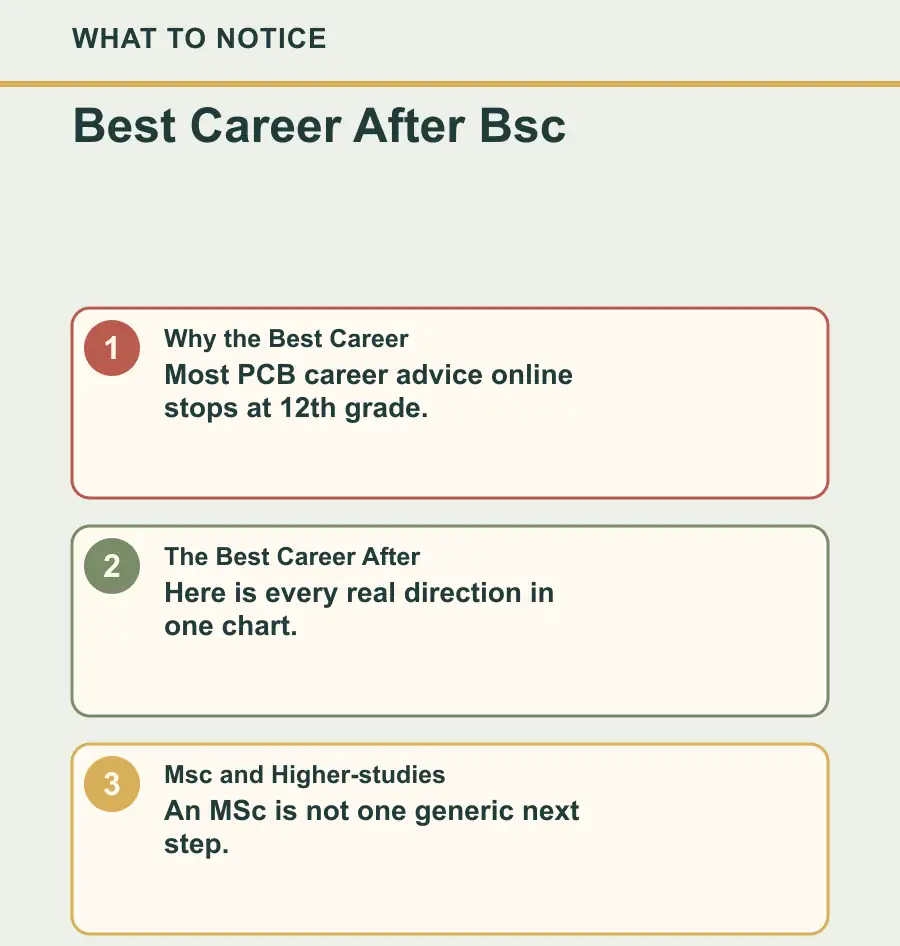 WHAT TO NOTICE
Best Career After Bsc
1
Why the Best Career
Most PCB career advice online
stops at 12th grade.
2
The Best Career After
Here is every real direction in
one chart.
3
Msc and Higher-studies
An MSc is not one generic next
step.